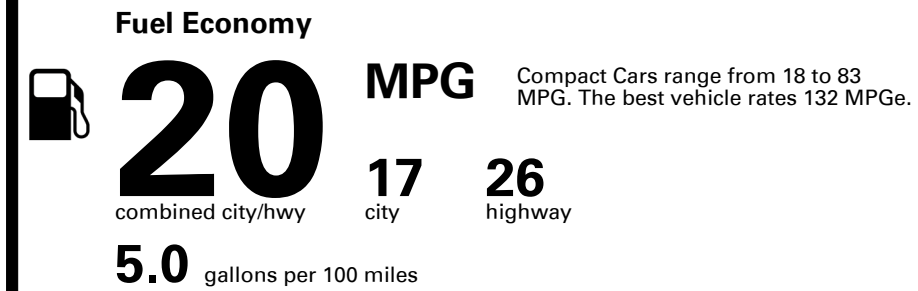 Fuel Economy
20 MPG
Compact Cars range from 18 to 83
MPG. The best vehicle rates 132 MPGe.
17 26
combined city/hwy city highway
5.0 gallons per 100 miles